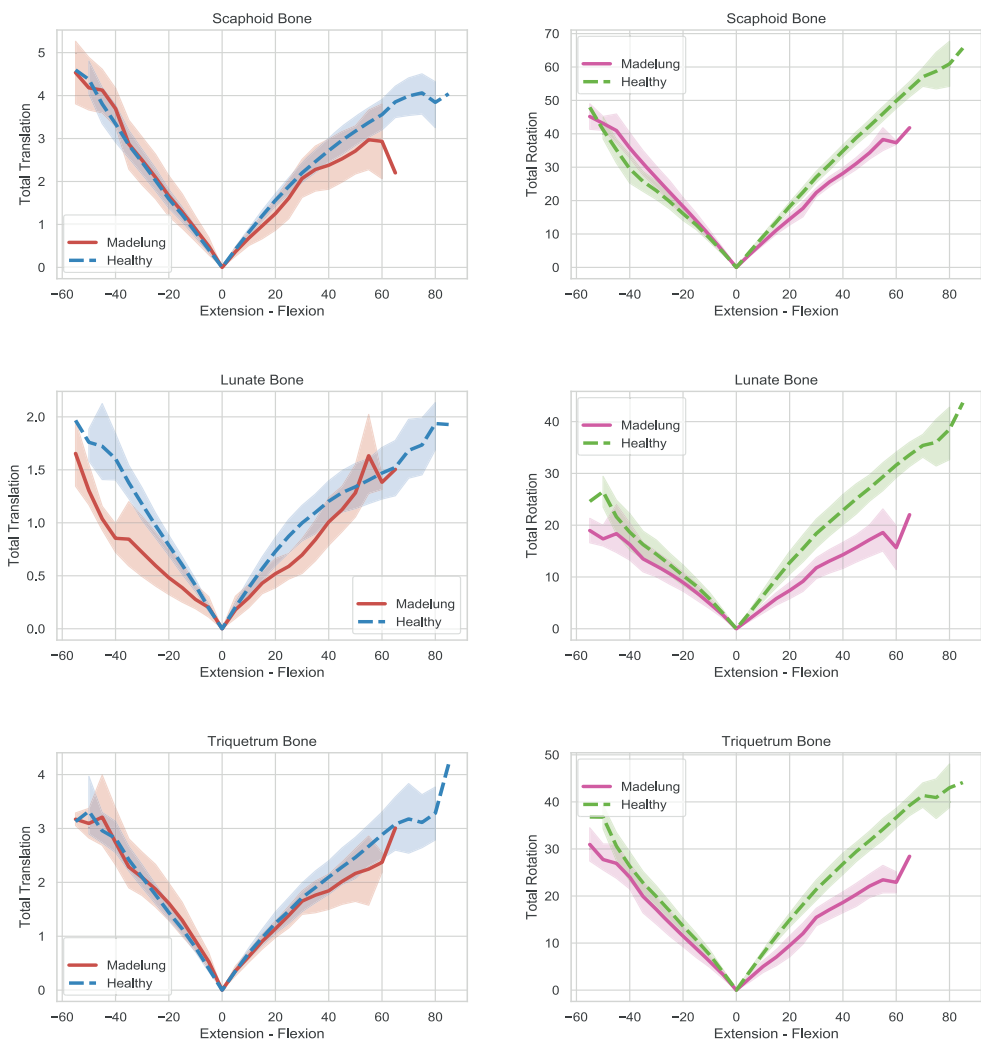 Scaphoid Bone
Total Translation
5
4
3
2
1
0
Madelung
Healthy
−60 −40 −20 0 20 40 60 80
Extension - Flexion
Scaphoid Bone
Total Rotation
70
60
50
40
30
20
10
0
Madelung
Healthy
−60 −40 −20 0 20 40 60 80
Extension - Flexion
Lunate Bone
Total Translation
2.0
1.5
1.0
0.5
0.0
Madelung
Healthy
−60 −40 −20 0 20 40 60 80
Extension - Flexion
Lunate Bone
Total Rotation
40
30
20
10
0
Madelung
Healthy
−60 −40 −20 0 20 40 60 80
Extension - Flexion
Triquetrum Bone
Total Translation
4
3
2
1
0
Madelung
Healthy
−60 −40 −20 0 20 40 60 80
Extension - Flexion
Triquetrum Bone
Total Rotation
50
40
30
20
10
0
Madelung
Healthy
−60 −40 −20 0 20 40 60 80
Extension - Flexion